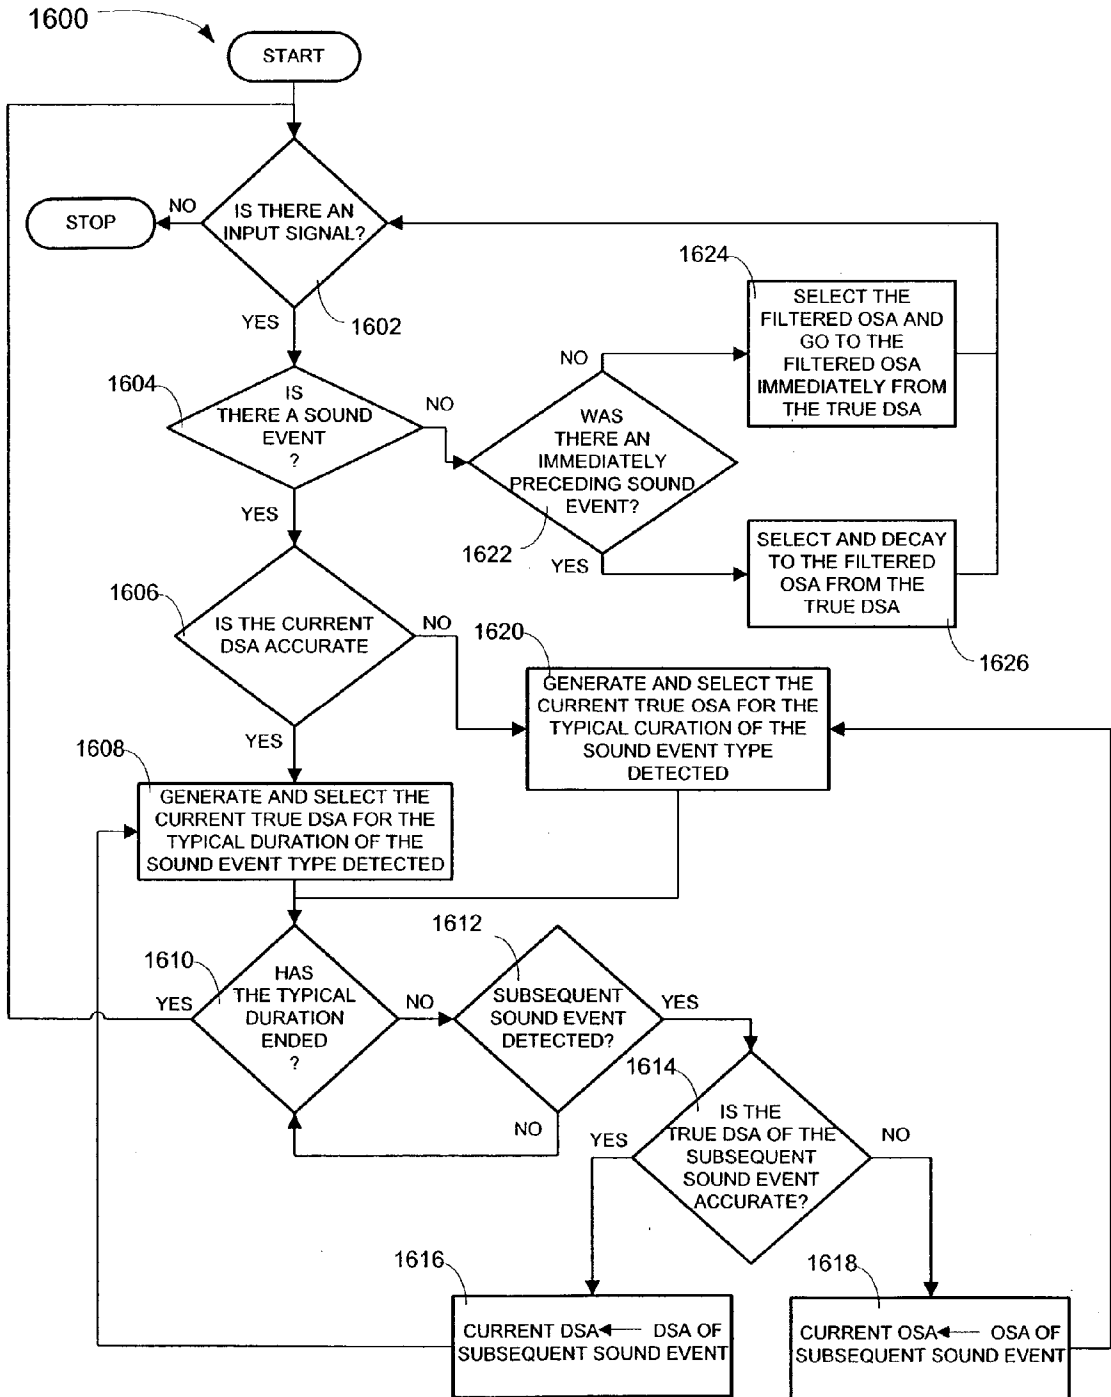 1600
START
STOP
NO
IS THERE AN
INPUT SIGNAL?
YES
1602
1624
SELECT THE
FILTERED OSA AND
GO TO THE
FILTERED OSA
IMMEDIATELY FROM
THE TRUE DSA
1604
IS
THERE A SOUND
EVENT
?
NO
NO
WAS
THERE AN
IMMEDIATELY
PRECEDING SOUND
EVENT?
YES
1622
YES
SELECT AND DECAY
TO THE FILTERED
OSA FROM THE
TRUE DSA
1626
1606
IS THE CURRENT
DSA ACCURATE
NO
YES
1620
GENERATE AND SELECT THE
CURRENT TRUE OSA FOR THE
TYPICAL CURATION OF THE
SOUND EVENT TYPE
DETECTED
1608
GENERATE AND SELECT THE
CURRENT TRUE DSA FOR THE
TYPICAL DURATION OF THE
SOUND EVENT TYPE DETECTED
1610
YES
HAS
THE TYPICAL
DURATION
ENDED
?
NO
1612
SUBSEQUENT
SOUND EVENT
DETECTED?
YES
NO
1614
IS THE
TRUE DSA OF THE
SUBSEQUENT
SOUND EVENT
ACCURATE?
YES
NO
1616
CURRENT DSA ← DSA OF
SUBSEQUENT SOUND EVENT
1618
CURRENT OSA ← OSA OF
SUBSEQUENT SOUND EVENT